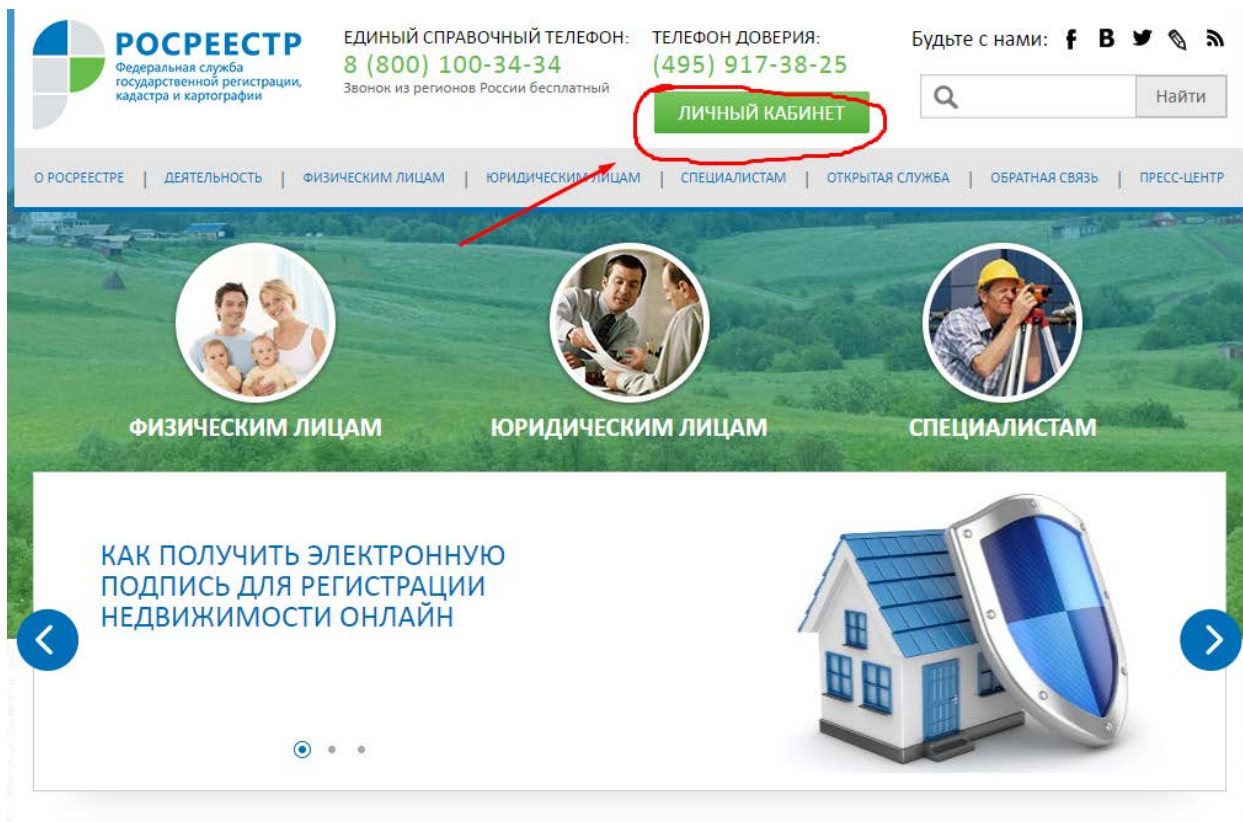 РОСРЕЕСТР
Федеральная служба
государственной регистрации,
кадастра и картографии
ЕДИНЫЙ СПРАВОЧНЫЙ ТЕЛЕФОН:
8 (800) 100-34-34
Звонок из регионов России бесплатный
ТЕЛЕФОН ДОВЕРИЯ:
(495) 917-38-25
ЛИЧНЫЙ КАБИНЕТ
Будьте с нами:
Найти
О РОСРЕЕСТРЕ | ДЕЯТЕЛЬНОСТЬ | ФИЗИЧЕСКИМ ЛИЦАМ | ЮРИДИЧЕСКИМ ЛИЦАМ | СПЕЦИАЛИСТАМ | ОТКРЫТАЯ СЛУЖБА | ОБРАТНАЯ СВЯЗЬ | ПРЕСС-ЦЕНТР
ФИЗИЧЕСКИМ ЛИЦАМ
ЮРИДИЧЕСКИМ ЛИЦАМ
СПЕЦИАЛИСТАМ
КАК ПОЛУЧИТЬ ЭЛЕКТРОННУЮ
ПОДПИСЬ ДЛЯ РЕГИСТРАЦИИ
НЕДВИЖИМОСТИ ОНЛАЙН